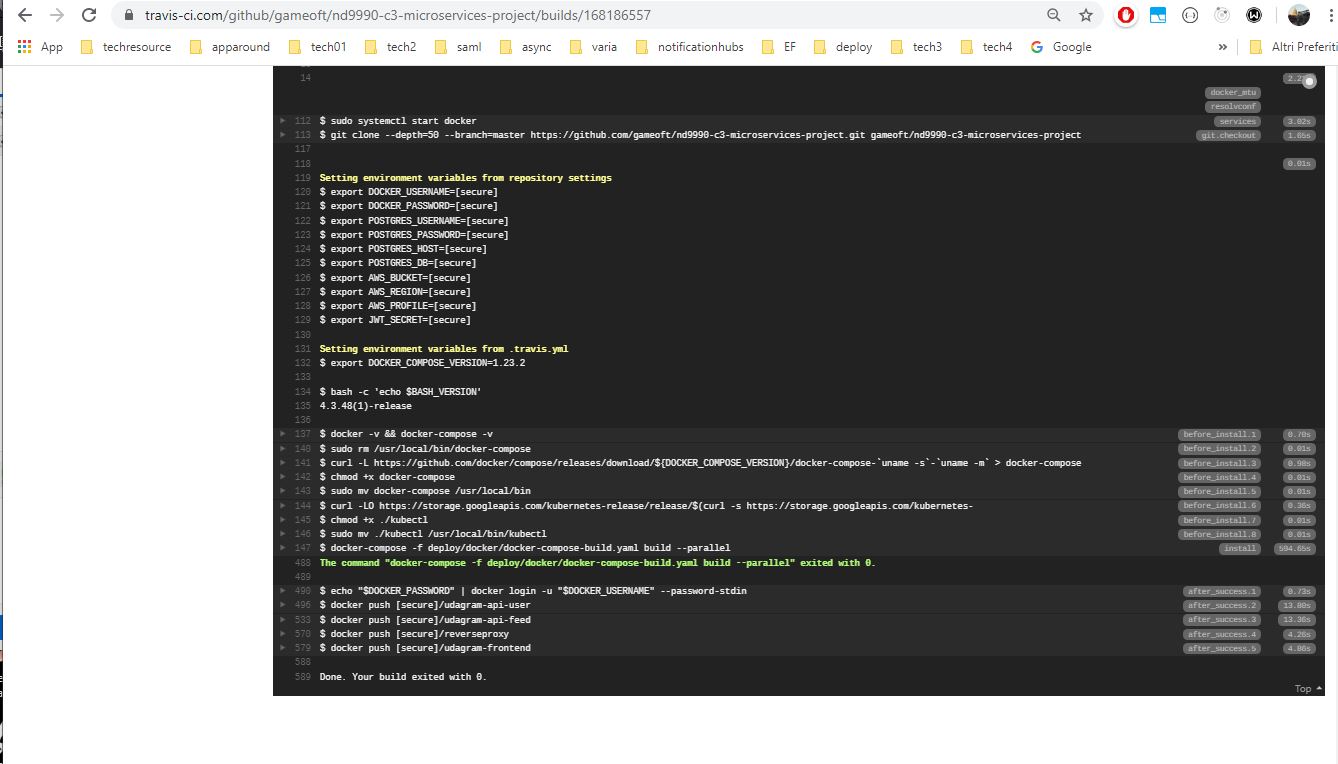 travis-ci.com/github/gameoft/nd9990-c3-microservices-project/builds/168186557
App techresource apparound tech01 tech2 saml async varia notificationhubs EF deploy tech3 tech4 Google » Altri Preferiti
14
docker_mtu
resolvconf
112 $ sudo systemctl start docker services 3.02s
113 $ git clone --depth=50 --branch=master https://github.com/gameoft/nd9990-c3-microservices-project.git gameoft/nd9990-c3-microservices-project git.checkout 1.65s
117
118 0.01s
119 Setting environment variables from repository settings
120 $ export DOCKER_USERNAME=[secure]
121 $ export DOCKER_PASSWORD=[secure]
122 $ export POSTGRES_USERNAME=[secure]
123 $ export POSTGRES_PASSWORD=[secure]
124 $ export POSTGRES_HOST=[secure]
125 $ export POSTGRES_DB=[secure]
126 $ export AWS_BUCKET=[secure]
127 $ export AWS_REGION=[secure]
128 $ export AWS_PROFILE=[secure]
129 $ export JWT_SECRET=[secure]
130
131 Setting environment variables from .travis.yml
132 $ export DOCKER_COMPOSE_VERSION=1.23.2
133
134 $ bash -c 'echo $BASH_VERSION'
135 4.3.48(1)-release
136
137 $ docker -v && docker-compose -v before_install.1 0.70s
140 $ sudo rm /usr/local/bin/docker-compose before_install.2 0.01s
141 $ curl -L https://github.com/docker/compose/releases/download/${DOCKER_COMPOSE_VERSION}/docker-compose-`uname -s`-`uname -m` > docker-compose before_install.3 0.98s
142 $ chmod +x docker-compose before_install.4 0.01s
143 $ sudo mv docker-compose /usr/local/bin before_install.5 0.01s
144 $ curl -LO https://storage.googleapis.com/kubernetes-release/release/$(curl -s https://storage.googleapis.com/kubernetes- before_install.6 0.36s
145 $ chmod +x ./kubectl before_install.7 0.01s
146 $ sudo mv ./kubectl /usr/local/bin/kubectl before_install.8 0.01s
147 $ docker-compose -f deploy/docker/docker-compose-build.yaml build --parallel install 594.65s
488 The command "docker-compose -f deploy/docker/docker-compose-build.yaml build --parallel" exited with 0.
489
490 $ echo "$DOCKER_PASSWORD" | docker login -u "$DOCKER_USERNAME" --password-stdin after_success.1 0.73s
496 $ docker push [secure]/udagram-api-user after_success.2 13.80s
533 $ docker push [secure]/udagram-api-feed after_success.3 13.36s
570 $ docker push [secure]/reverseproxy after_success.4 4.26s
579 $ docker push [secure]/udagram-frontend after_success.5 4.86s
588
589 Done. Your build exited with 0.
Top